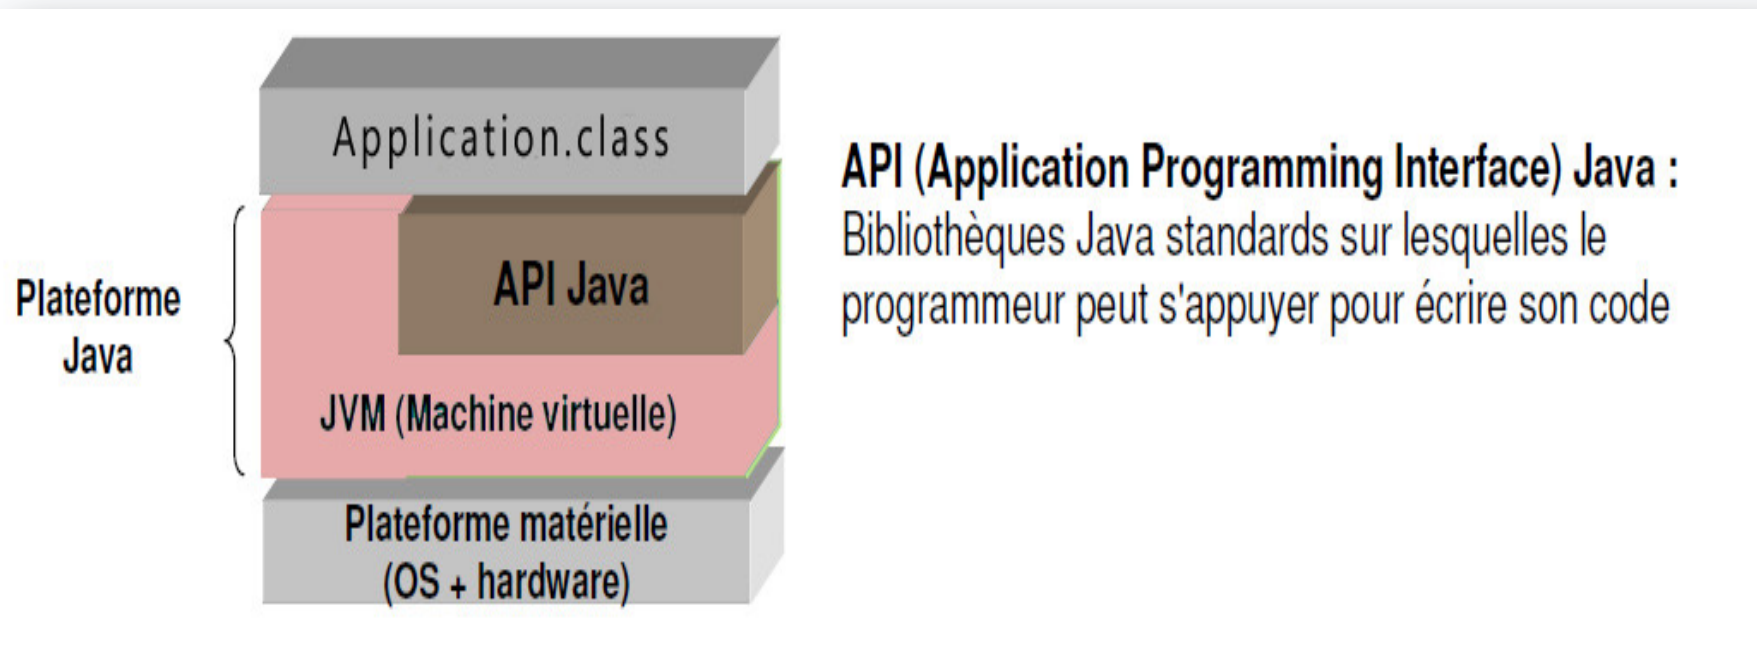 Application.class
API Java
Plateforme
Java
JVM (Machine virtuelle)
Plateforme matérielle
(OS + hardware)
API (Application Programming Interface) Java :
Bibliothèques Java standards sur lesquelles le
programmeur peut s'appuyer pour écrire son code